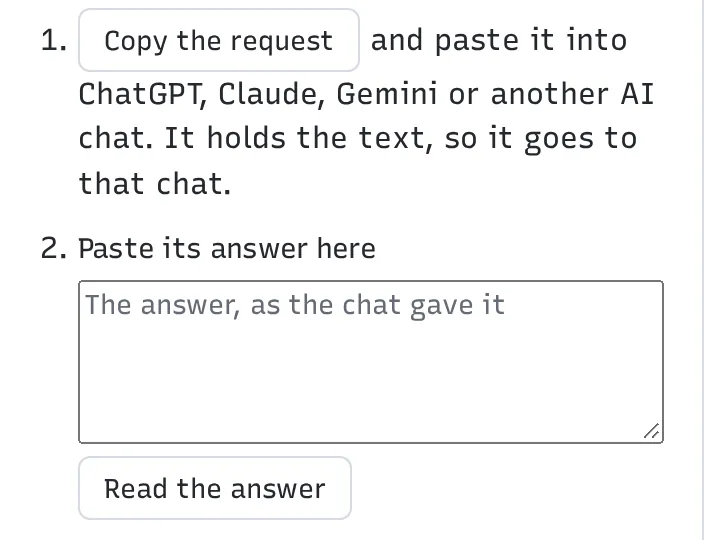 1. Copy the request and paste it into
ChatGPT, Claude, Gemini or another AI
chat. It holds the text, so it goes to
that chat.
2. Paste its answer here
The answer, as the chat gave it
Read the answer